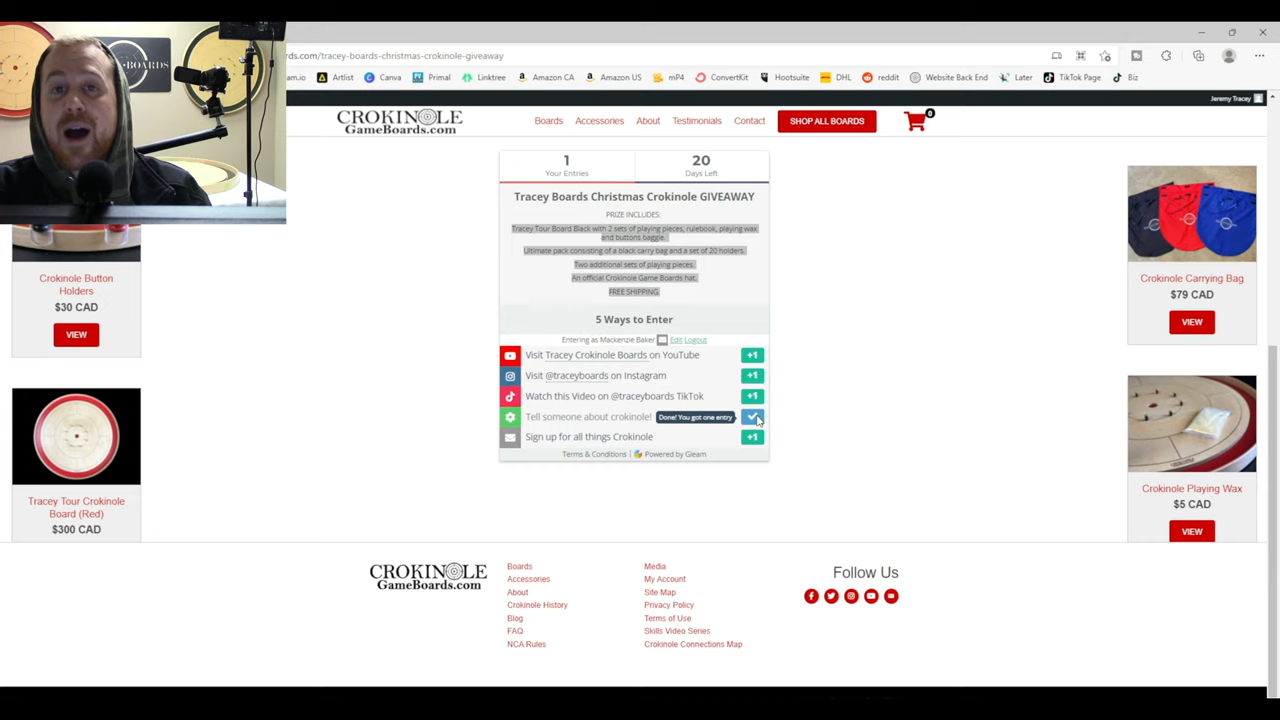 BOARDS
ds.com/tracey-boards-christmas-crokinole-giveaway
am.io
Artlist
Canva
Primal
Linktree
Amazon CA
Amazon US
mP4
ConvertKit
Hootsuite
DHL
reddit
Website Back End
Later
TikTok Page
Biz
Jeremy Tracey
CROKINOLE
GameBoards.com
Boards
Accessories
About
Testimonials
Contact
SHOP ALL BOARDS
0
1
Your Entries
20
Days Left
Tracey Boards Christmas Crokinole GIVEAWAY
PRIZE INCLUDES:
Tracey Tour Board Black with 2 sets of playing pieces, rulebook, playing wax
and buttons baggie.
Ultimate pack consisting of a black carry bag and a set of 20 holders.
Two additional sets of playing pieces.
An official Crokinole Game Boards hat.
FREE SHIPPING.
5 Ways to Enter
Entering as Mackenzie Baker Edit Logout
Visit Tracey Crokinole Boards on YouTube +1
Visit @traceyboards on Instagram +1
Watch this Video on @traceyboards TikTok +1
Tell someone about crokinole! Done! You got one entry
Sign up for all things Crokinole +1
Terms & Conditions | Powered by Gleam
Crokinole Button
Holders
$30 CAD
VIEW
Tracey Tour Crokinole
Board (Red)
$300 CAD
Crokinole Carrying Bag
$79 CAD
VIEW
Crokinole Playing Wax
$5 CAD
VIEW
CROKINOLE
GameBoards.com
Boards
Accessories
About
Crokinole History
Blog
FAQ
NCA Rules
Media
My Account
Site Map
Privacy Policy
Terms of Use
Skills Video Series
Crokinole Connections Map
Follow Us